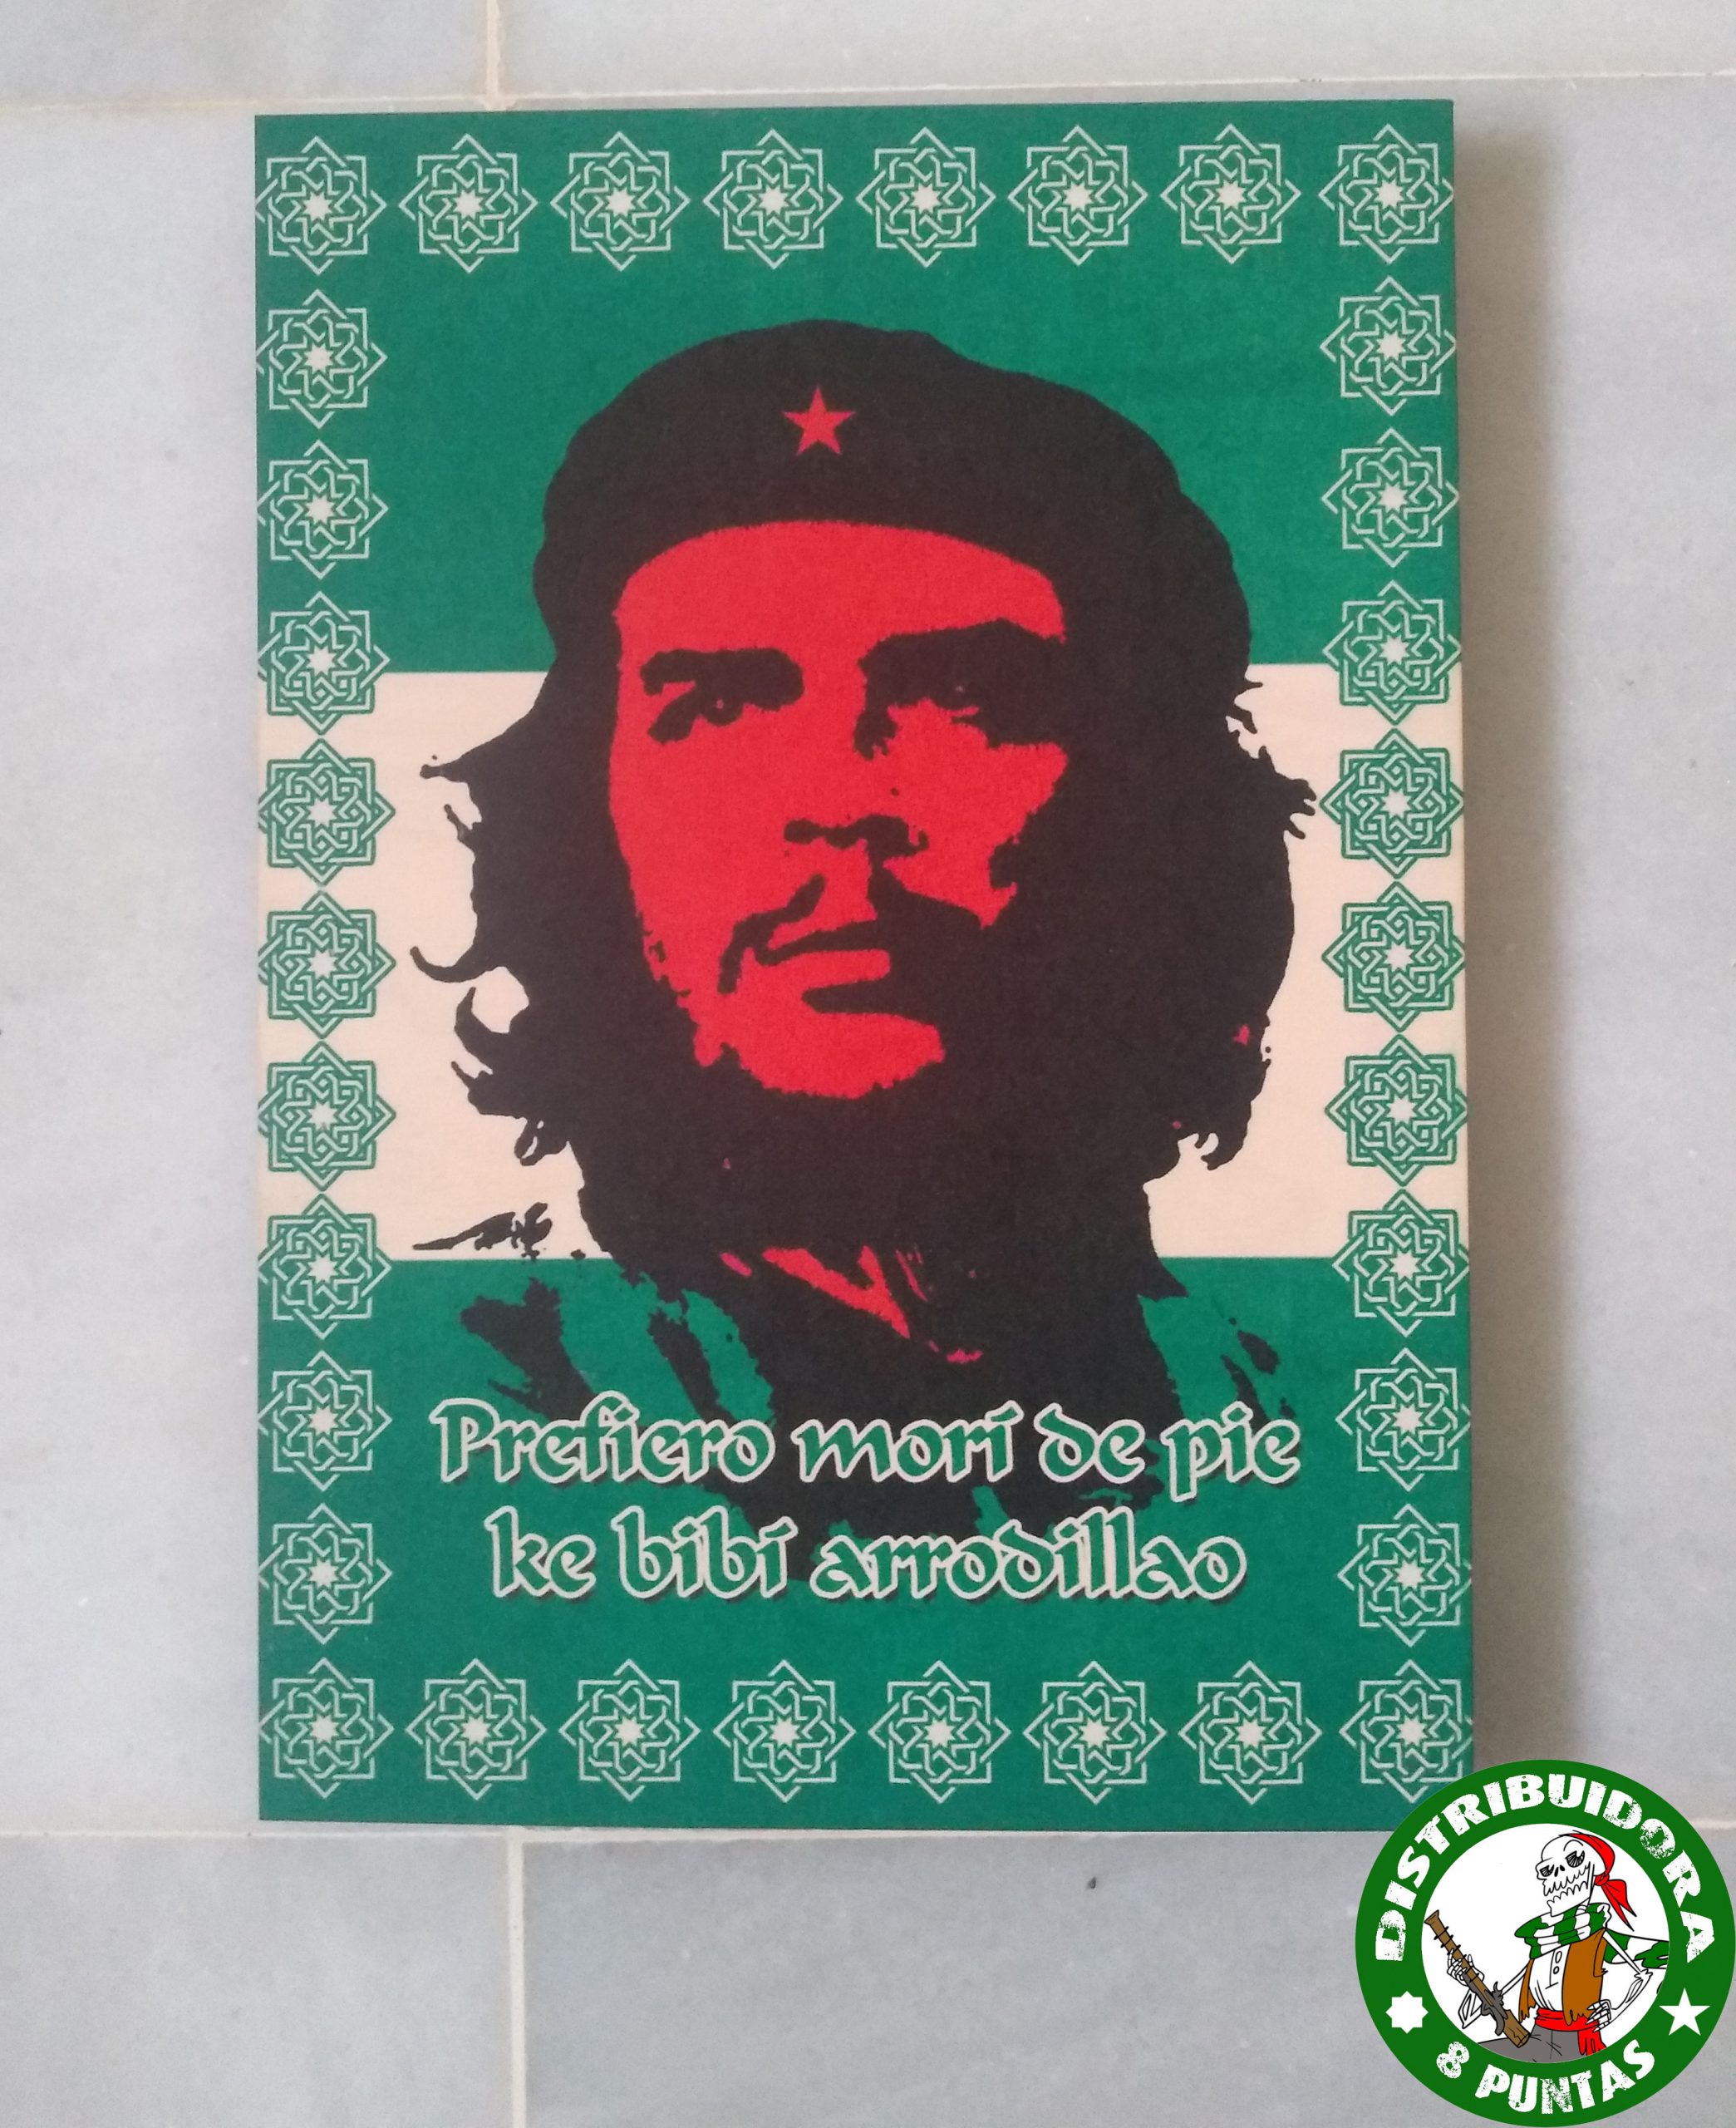 Prefiero morí de pie
ke bibí arrodillao
DISTRIBUIDORA
8 PUNTAS